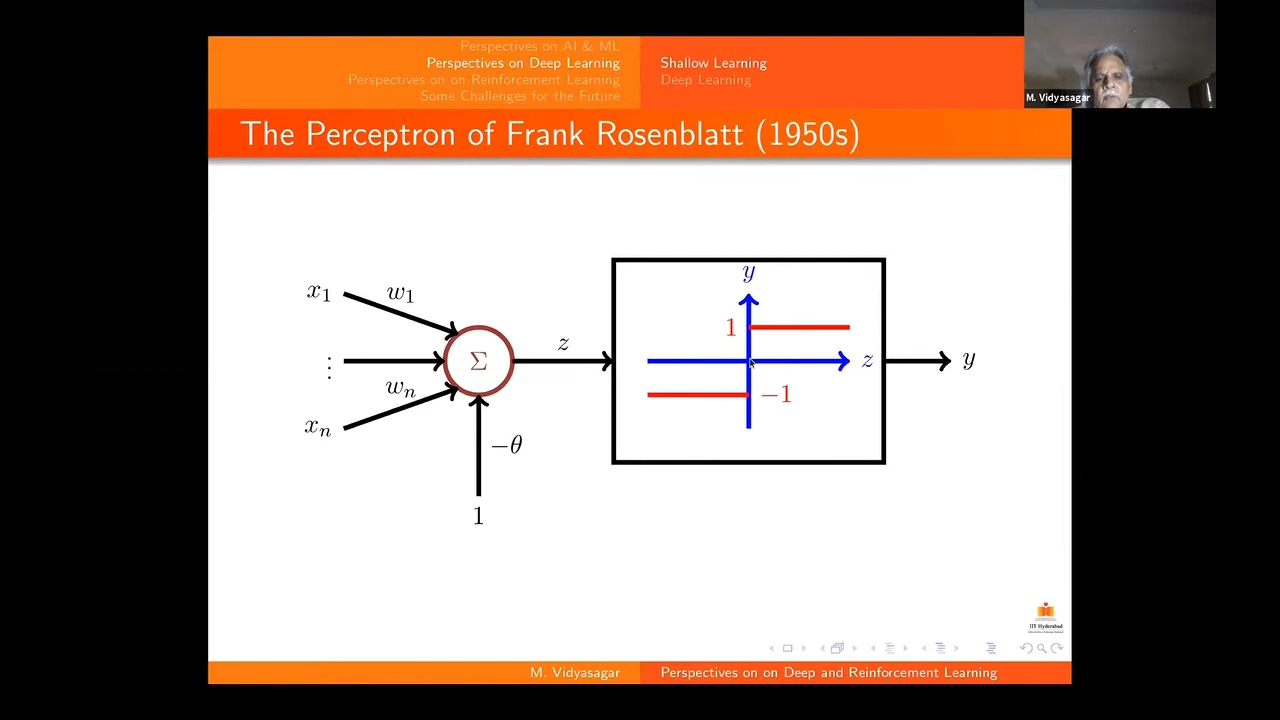 Perspectives on AI & ML
Perspectives on Deep Learning
Perspectives on on Reinforcement Learning
Some Challenges for the Future
Shallow Learning
Deep Learning
M. Vidyasagar
The Perceptron of Frank Rosenblatt (1950s)
x₁
w₁
⋮
wₙ
xₙ
Σ
z
−θ
1
y
1
z
−1
y
IIT Hyderabad
M. Vidyasagar
Perspectives on on Deep and Reinforcement Learning